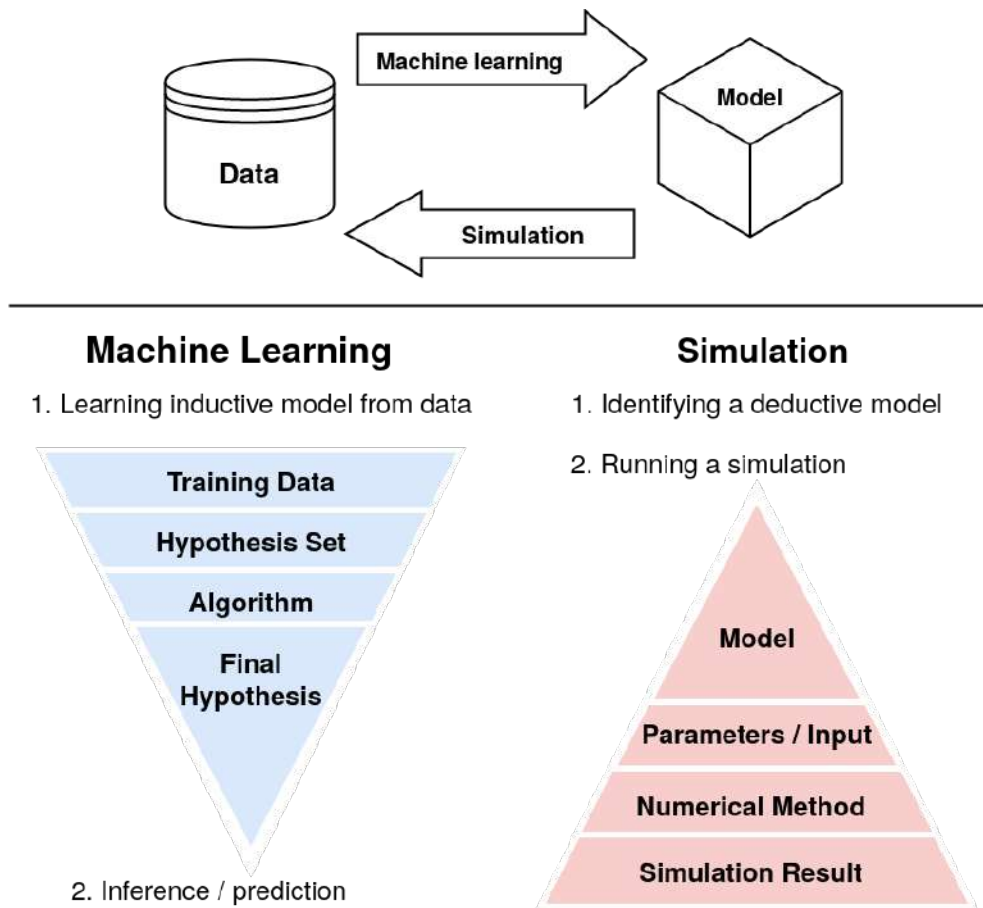 Machine learning
Model
Data
Simulation
Machine Learning
1. Learning inductive model from data
Training Data
Hypothesis Set
Algorithm
Final
Hypothesis
2. Inference / prediction
Simulation
1. Identifying a deductive model
2. Running a simulation
Model
Parameters / Input
Numerical Method
Simulation Result